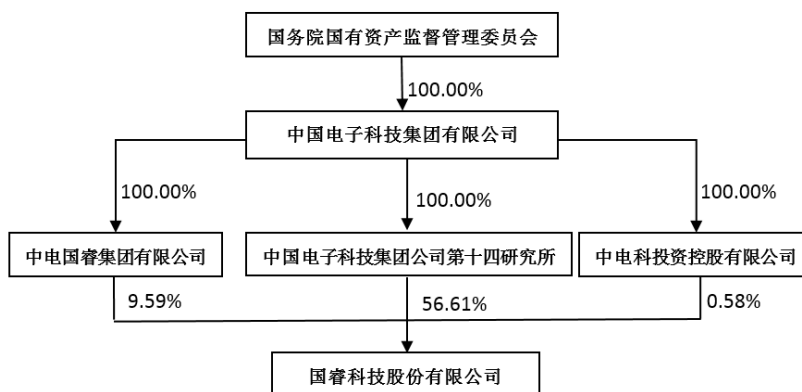 国务院国有资产监督管理委员会
100.00%
中国电子科技集团有限公司
100.00%
100.00%
100.00%
中电国睿集团有限公司
中国电子科技集团公司第十四研究所
中电科投资控股有限公司
9.59%
56.61%
0.58%
国睿科技股份有限公司